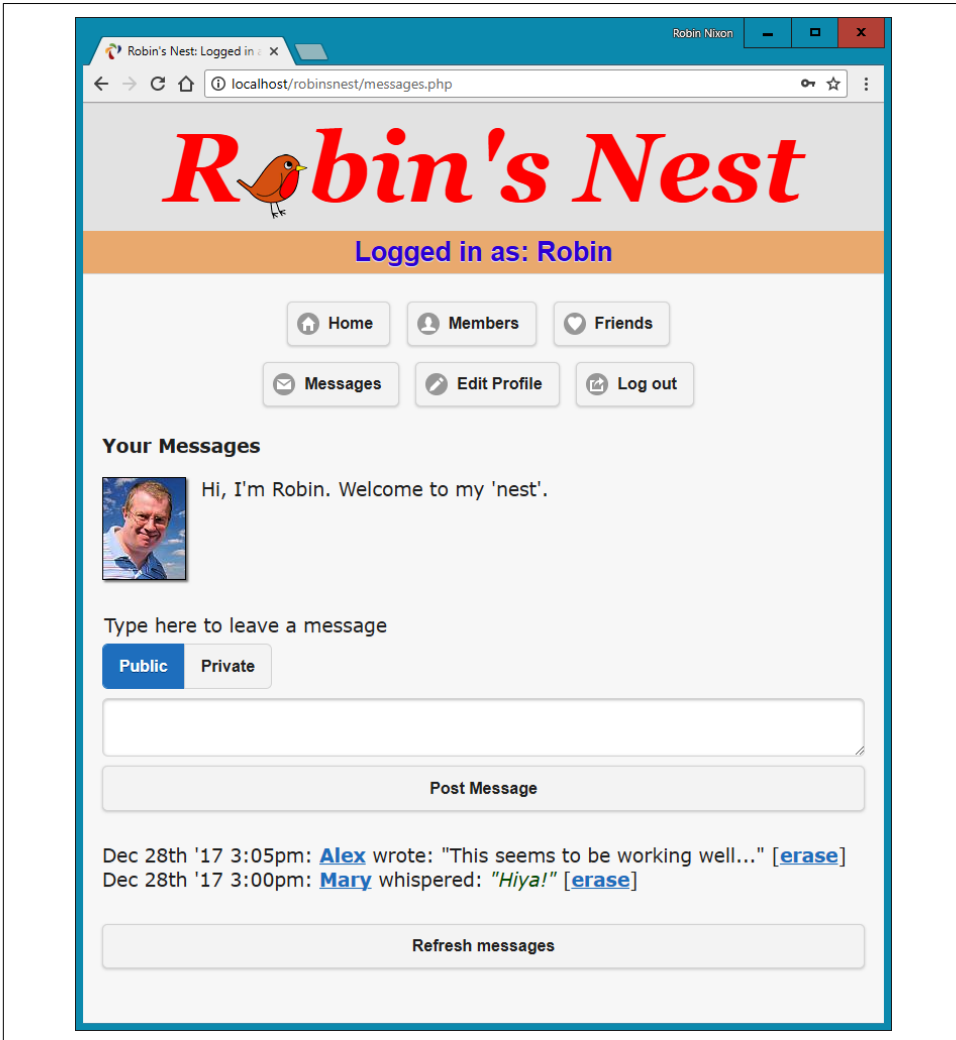 Robin Nixon
Robin's Nest: Logged in a
localhost/robinsnest/messages.php
Robin's Nest
Logged in as: Robin
Home Members Friends
Messages Edit Profile Log out
Your Messages
Hi, I'm Robin. Welcome to my 'nest'.
Type here to leave a message
Public Private
Post Message
Dec 28th '17 3:05pm: Alex wrote: "This seems to be working well..." [erase]
Dec 28th '17 3:00pm: Mary whispered: "Hiya!" [erase]
Refresh messages